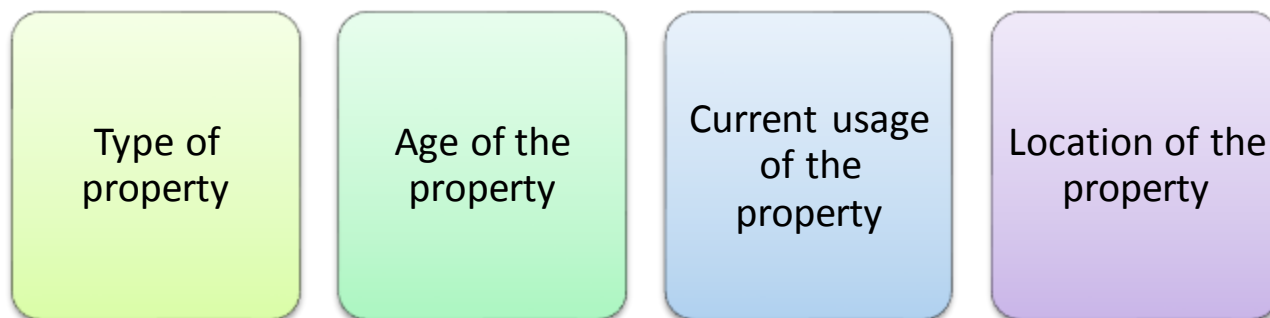 Type of
property
Age of the
property
Current usage
of the
property
Location of the
property